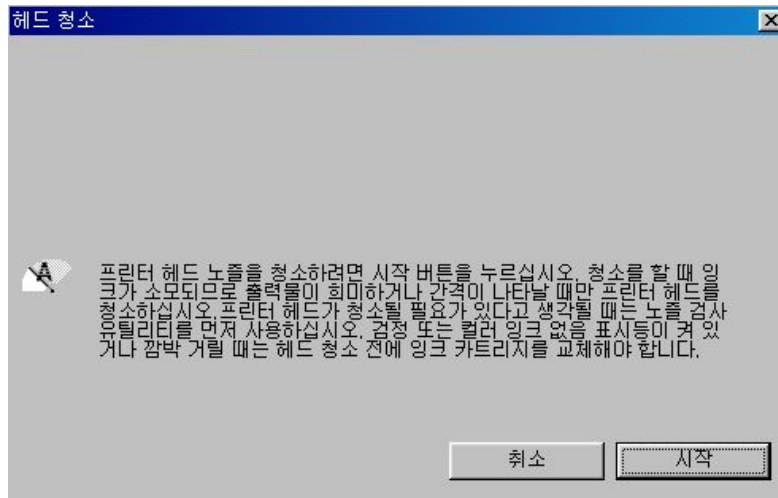 헤드 청소
프린터 헤드 노즐을 청소하려면 시작 버튼을 누르십시오. 청소를 할 때 잉
크가 소모되므로 출력물이 희미하거나 간격이 나타날 때만 프린터 헤드를
청소하십시오.프린터 헤드가 청소될 필요가 있다고 생각될 때는 노즐 검사
유틸리티를 먼저 사용하십시오. 검정 또는 컬러 잉크 없음 표시등이 켜 있
거나 깜박 거릴 때는 헤드 청소 전에 잉크 카트리지를 교체해야 합니다.
취소
시작